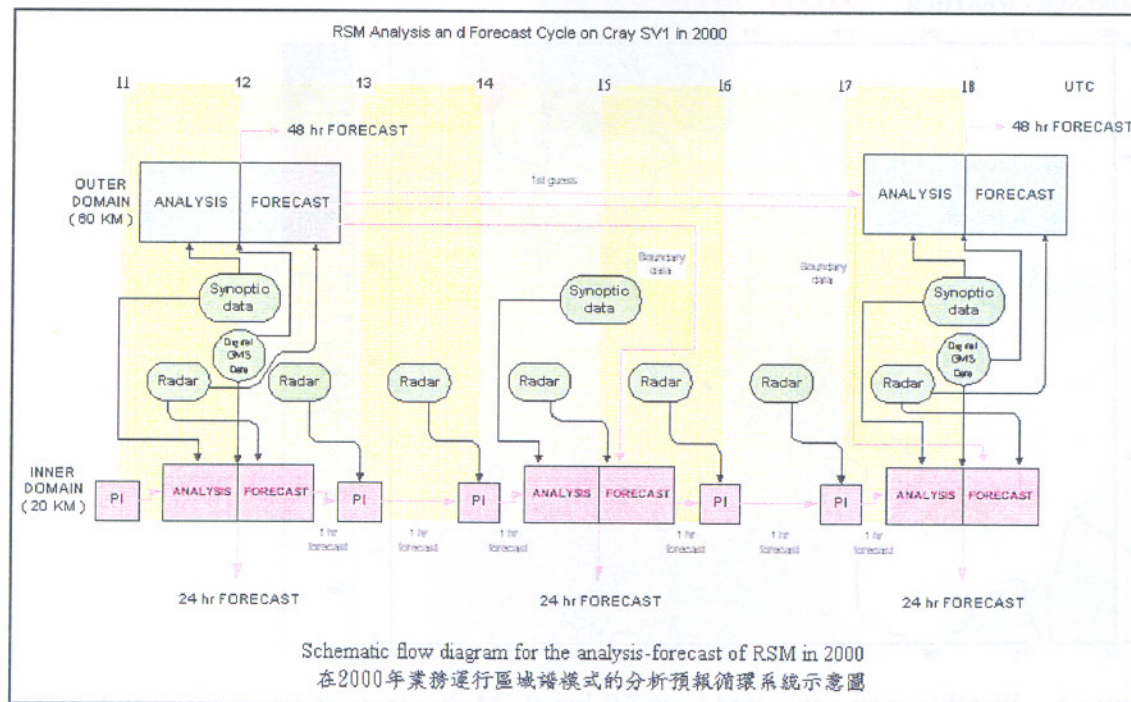 RSM Analysis and Forecast Cycle on Cray SV1 in 2000
11 12 13 14 15 16 17 18 UTC
48 hr FORECAST
48 hr FORECAST
OUTER
DOMAIN
(60 KM)
ANALYSIS
FORECAST
1st guess
ANALYSIS
FORECAST
Boundary
data
Boundary
data
Synoptic
data
Synoptic
data
Synoptic
data
Digital
GMS
Data
Digital
GMS
Data
Radar
Radar
Radar
Radar
Radar
Radar
Radar
INNER
DOMAIN
(20 KM)
PI
ANALYSIS
FORECAST
PI
PI
ANALYSIS
FORECAST
PI
PI
ANALYSIS
FORECAST
1 hr
forecast
1 hr
forecast
1 hr
forecast
1 hr
forecast
1 hr
forecast
1 hr
forecast
24 hr FORECAST
24 hr FORECAST
24 hr FORECAST
Schematic flow diagram for the analysis-forecast of RSM in 2000
在2000年業務運行區域譜模式的分析預報循環系統示意圖